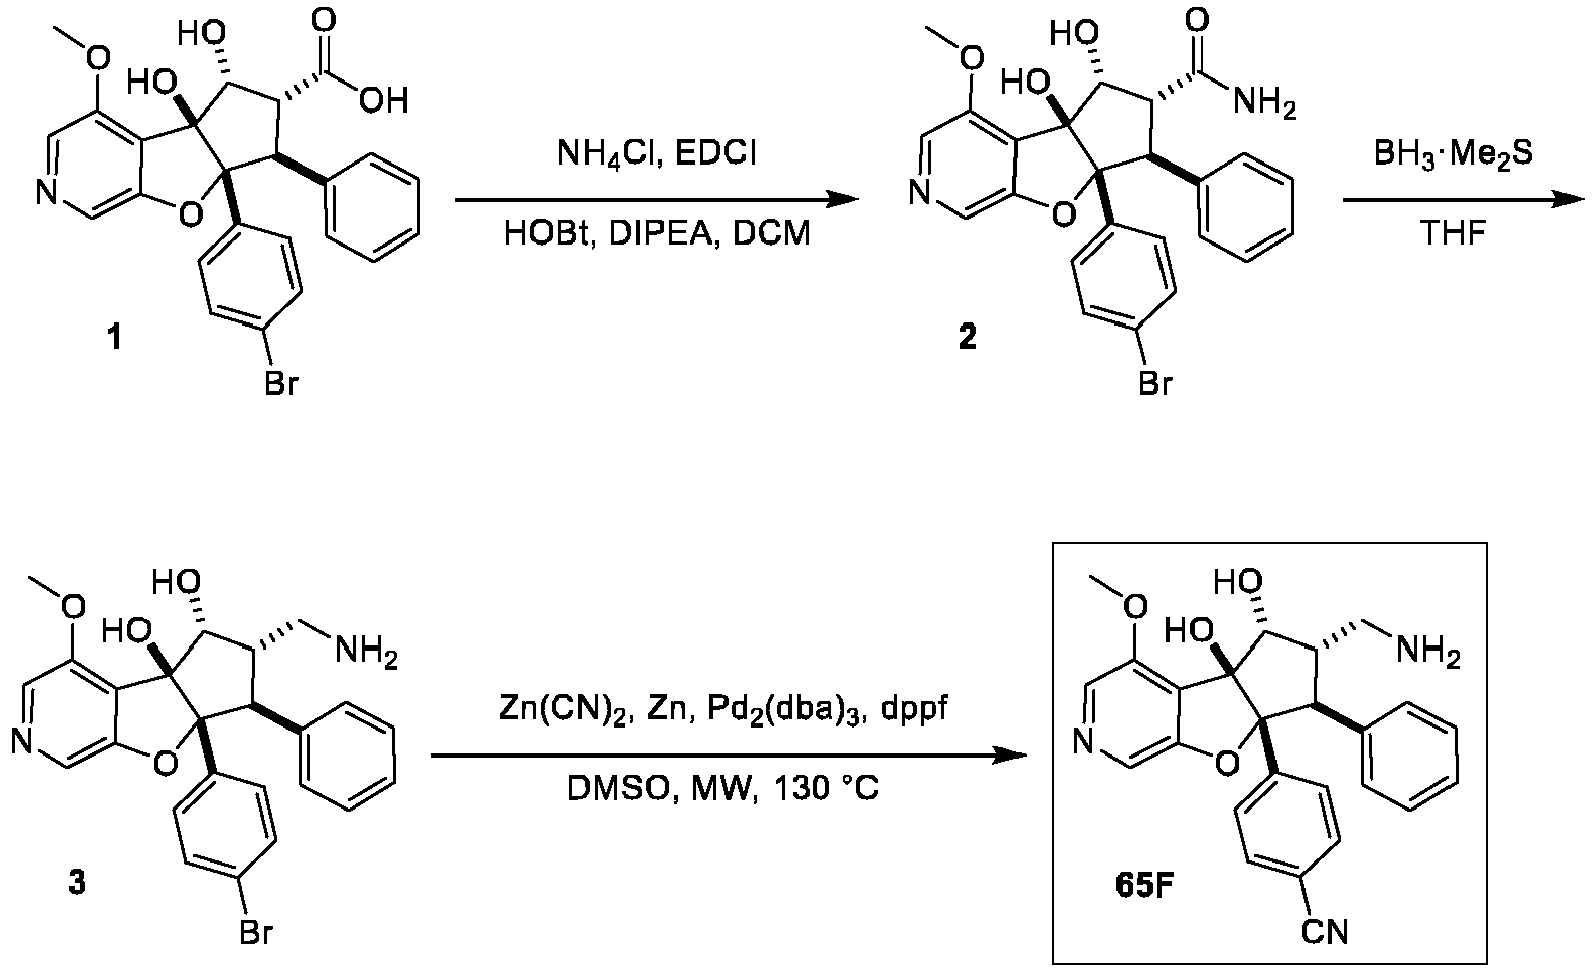 HO O
O HO
OH
N
O
1
Br
NH₄Cl, EDCI
HOBt, DIPEA, DCM
HO O
O HO
NH₂
N
O
2
Br
BH₃·Me₂S
THF
HO
O HO
NH₂
N
O
3
Br
Zn(CN)₂, Zn, Pd₂(dba)₃, dppf
DMSO, MW, 130 °C
HO
O HO
NH₂
N
O
65F
CN